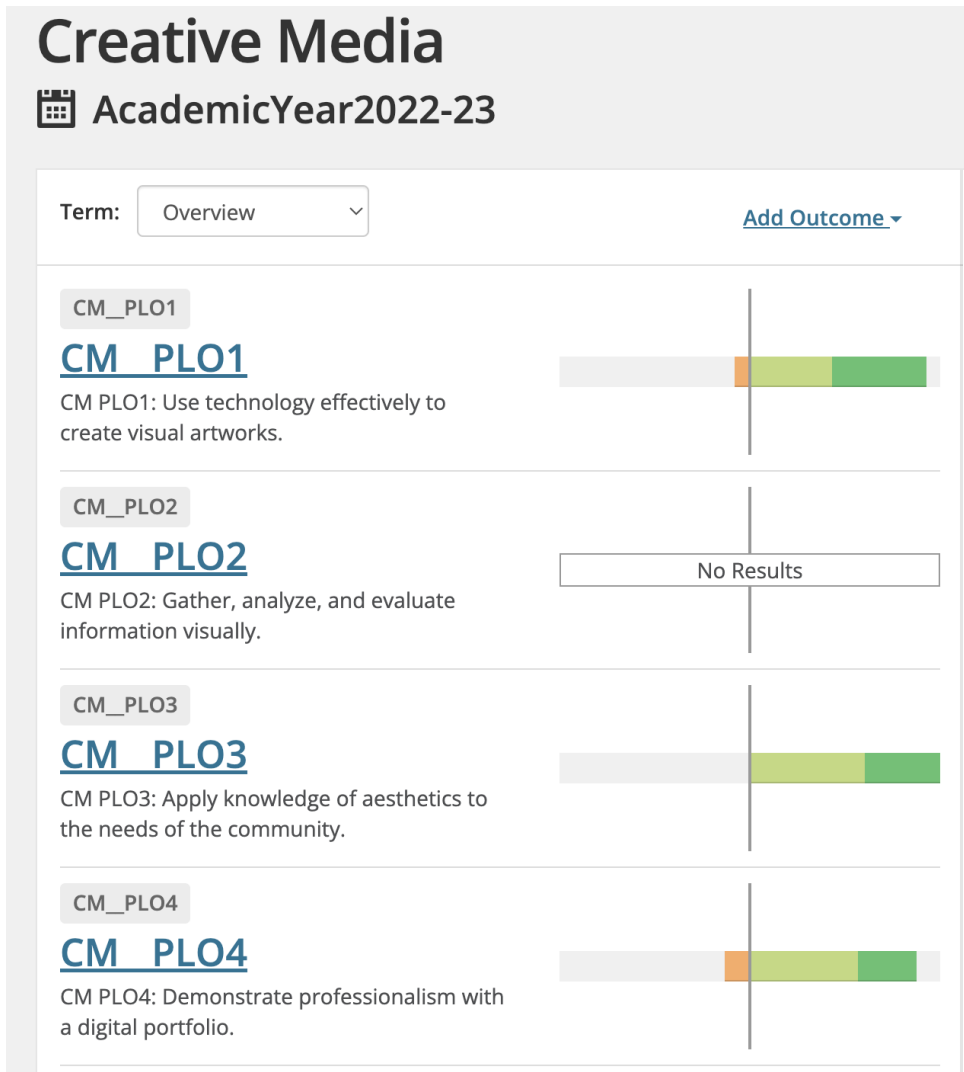 Creative Media
AcademicYear2022-23
Term: Overview Add Outcome
CM__PLO1
CM__PLO1
CM PLO1: Use technology effectively to
create visual artworks.
CM__PLO2
CM__PLO2
No Results
CM PLO2: Gather, analyze, and evaluate
information visually.
CM__PLO3
CM__PLO3
CM PLO3: Apply knowledge of aesthetics to
the needs of the community.
CM__PLO4
CM__PLO4
CM PLO4: Demonstrate professionalism with
a digital portfolio.